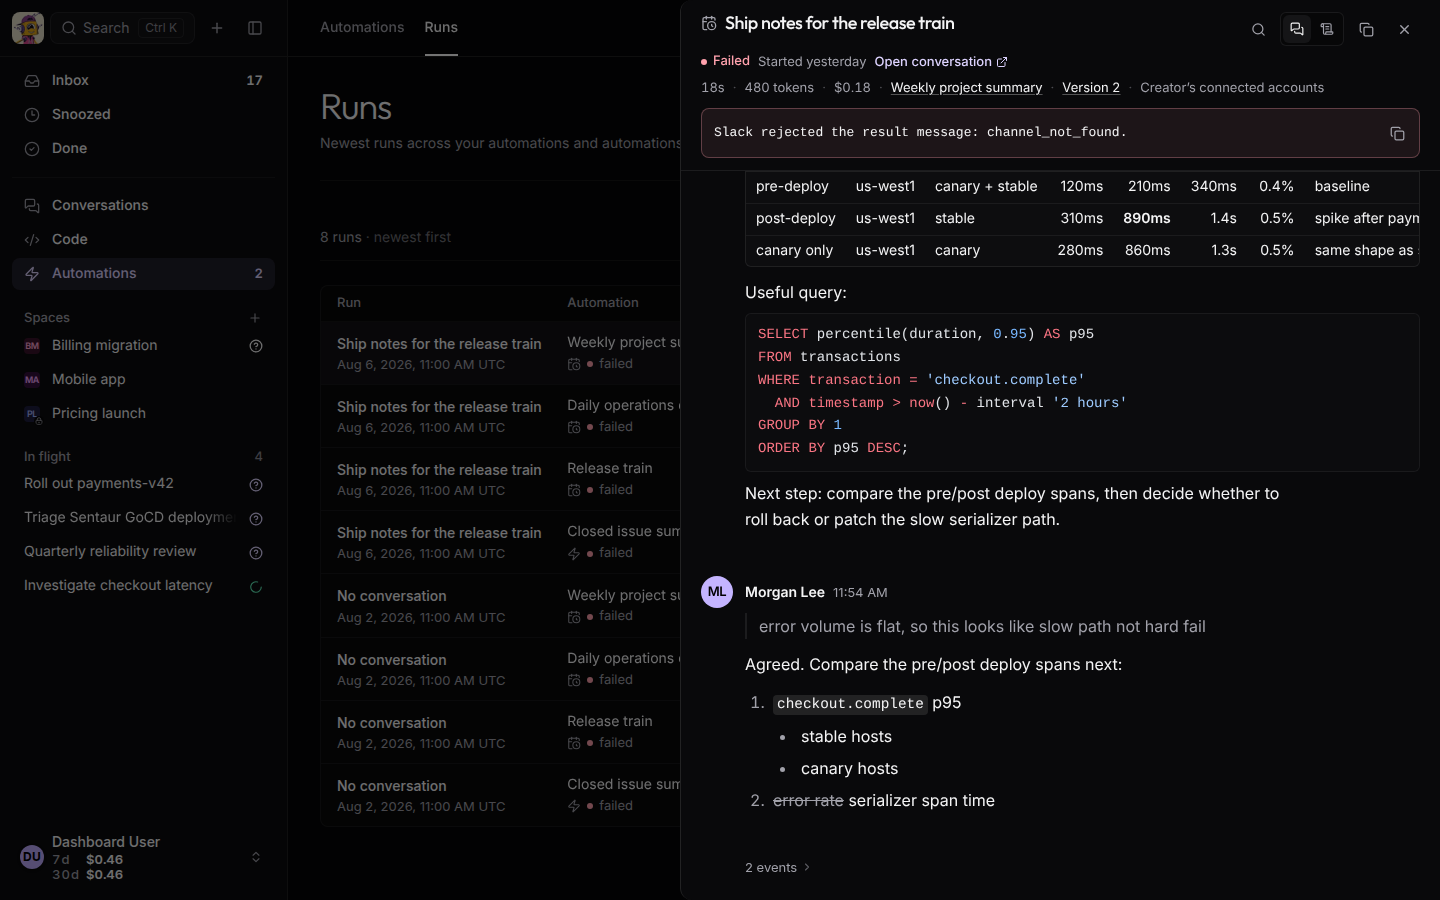 Search Ctrl K
Inbox 17
Snoozed
Done
Conversations
Code
Automations 2
Spaces
BM Billing migration
MA Mobile app
PL Pricing launch
In flight 4
Roll out payments-v42
Triage Sentaur GoCD deployme
Quarterly reliability review
Investigate checkout latency
DU Dashboard User
7d $0.46
30d $0.46
Automations Runs
Runs
Newest runs across your automations and automations
8 runs · newest first
Run Automation
Ship notes for the release train Weekly project su
Aug 6, 2026, 11:00 AM UTC failed
Ship notes for the release train Daily operations
Aug 6, 2026, 11:00 AM UTC failed
Ship notes for the release train Release train
Aug 6, 2026, 11:00 AM UTC failed
Ship notes for the release train Closed issue sum
Aug 6, 2026, 11:00 AM UTC failed
No conversation Weekly project su
Aug 2, 2026, 11:00 AM UTC failed
No conversation Daily operations
Aug 2, 2026, 11:00 AM UTC failed
No conversation Release train
Aug 2, 2026, 11:00 AM UTC failed
No conversation Closed issue sum
Aug 2, 2026, 11:00 AM UTC failed
Ship notes for the release train
Failed Started yesterday Open conversation
18s · 480 tokens · $0.18 · Weekly project summary · Version 2 · Creator’s connected accounts
Slack rejected the result message: channel_not_found.
pre-deploy us-west1 canary + stable 120ms 210ms 340ms 0.4% baseline
post-deploy us-west1 stable 310ms 890ms 1.4s 0.5% spike after paym
canary only us-west1 canary 280ms 860ms 1.3s 0.5% same shape as
Useful query:
SELECT percentile(duration, 0.95) AS p95
FROM transactions
WHERE transaction = 'checkout.complete'
AND timestamp > now() - interval '2 hours'
GROUP BY 1
ORDER BY p95 DESC;
Next step: compare the pre/post deploy spans, then decide whether to
roll back or patch the slow serializer path.
ML Morgan Lee 11:54 AM
error volume is flat, so this looks like slow path not hard fail
Agreed. Compare the pre/post deploy spans next:
1. checkout.complete p95
• stable hosts
• canary hosts
2. error rate serializer span time
2 events